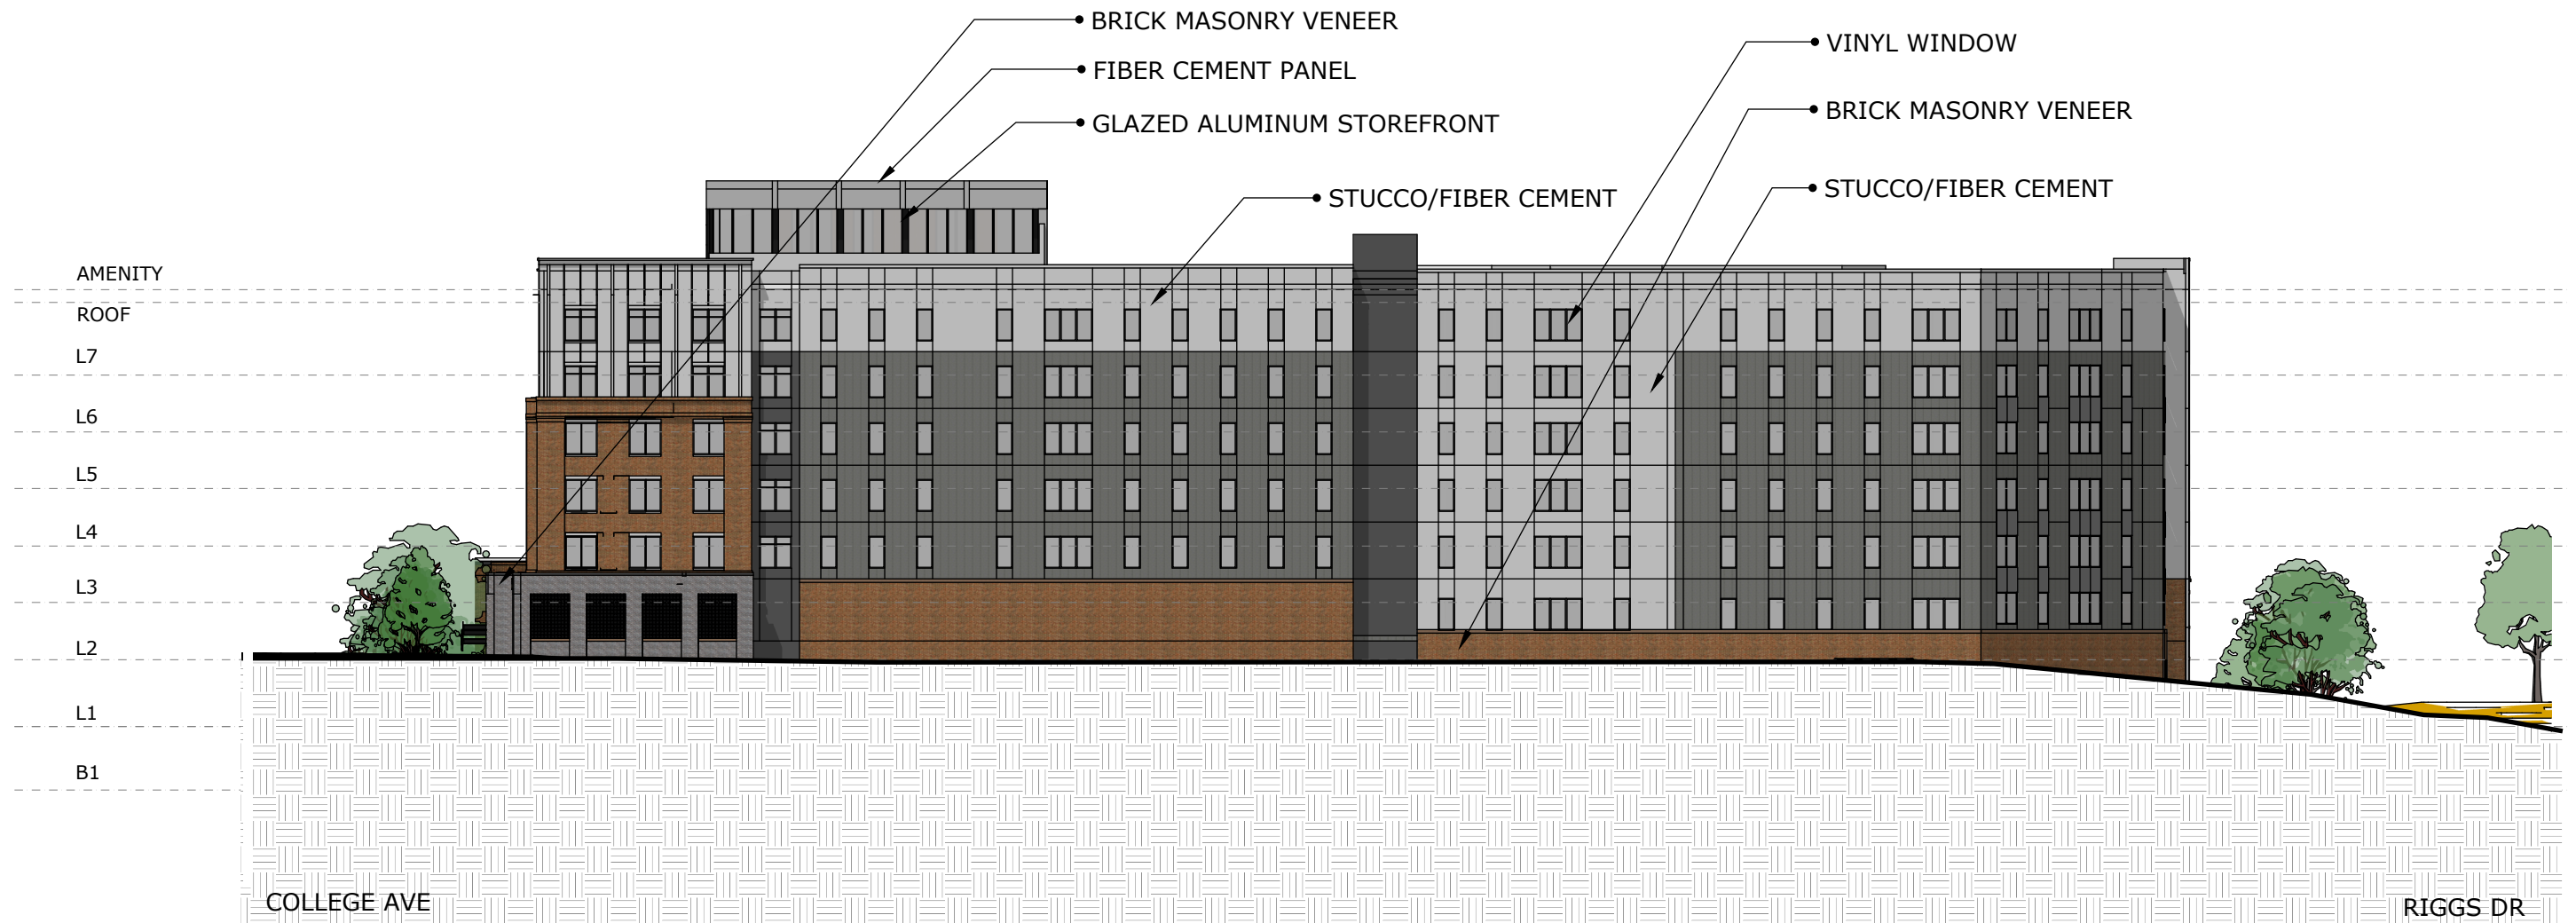 BRICK MASONRY VENEER
FIBER CEMENT PANEL
GLAZED ALUMINUM STOREFRONT
STUCCO/FIBER CEMENT
VINYL WINDOW
BRICK MASONRY VENEER
STUCCO/FIBER CEMENT
AMENITY
ROOF
L7
L6
L5
L4
L3
L2
L1
B1
COLLEGE AVE
RIGGS DR